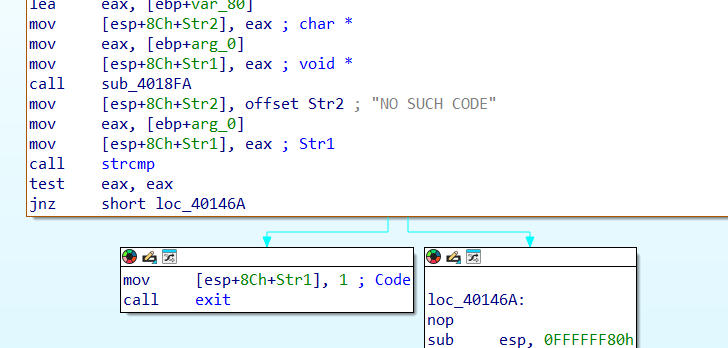 lea eax, [ebp+var_80]
mov [esp+8Ch+Str2], eax ; char *
mov eax, [ebp+arg_0]
mov [esp+8Ch+Str1], eax ; void *
call sub_4018FA
mov [esp+8Ch+Str2], offset Str2 ; "NO SUCH CODE"
mov eax, [ebp+arg_0]
mov [esp+8Ch+Str1], eax ; Str1
call strcmp
test eax, eax
jnz short loc_40146A
mov [esp+8Ch+Str1], 1 ; Code
call exit
loc_40146A:
nop
sub esp, 0FFFFFF80h